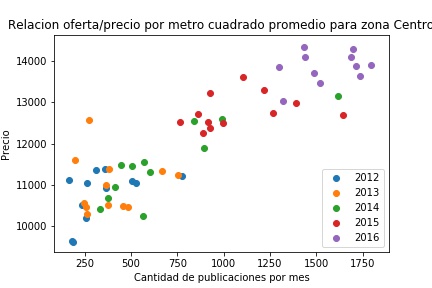 Relacion oferta/precio por metro cuadrado promedio para zona Centro
14000
13000
12000
11000
10000
Precio
2012
2013
2014
2015
2016
250 500 750 1000 1250 1500 1750
Cantidad de publicaciones por mes